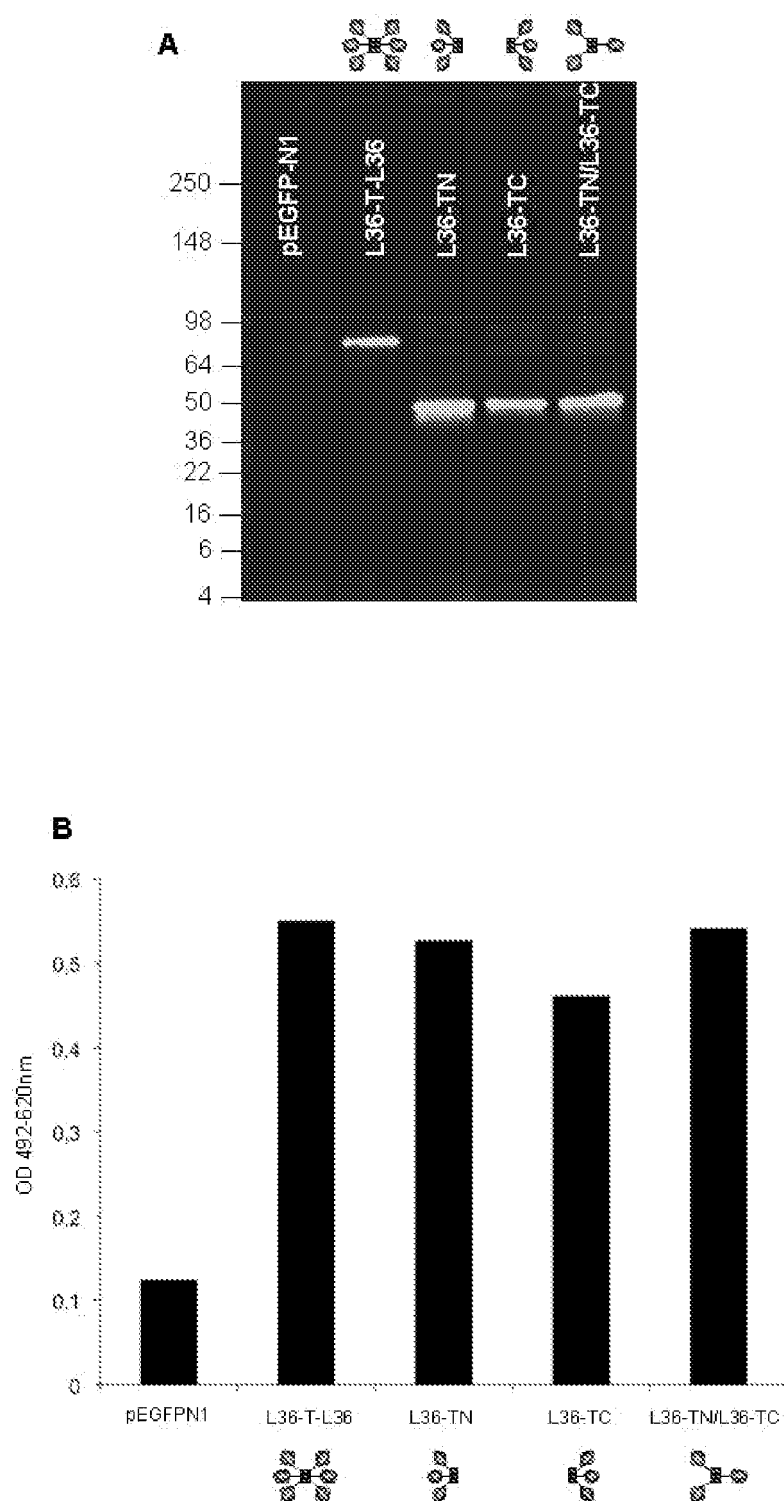 A
pEGFP-N1
L36-T-L36
L36-TN
L36-TC
L36-TN/L36-TC
250
148
98
64
50
36
22
16
6
4
B
OD 492-620nm
0.6
0.5
0.4
0.3
0.2
0.1
0
pEGFPN1 L36-T-L36 L36-TN L36-TC L36-TN/L36-TC